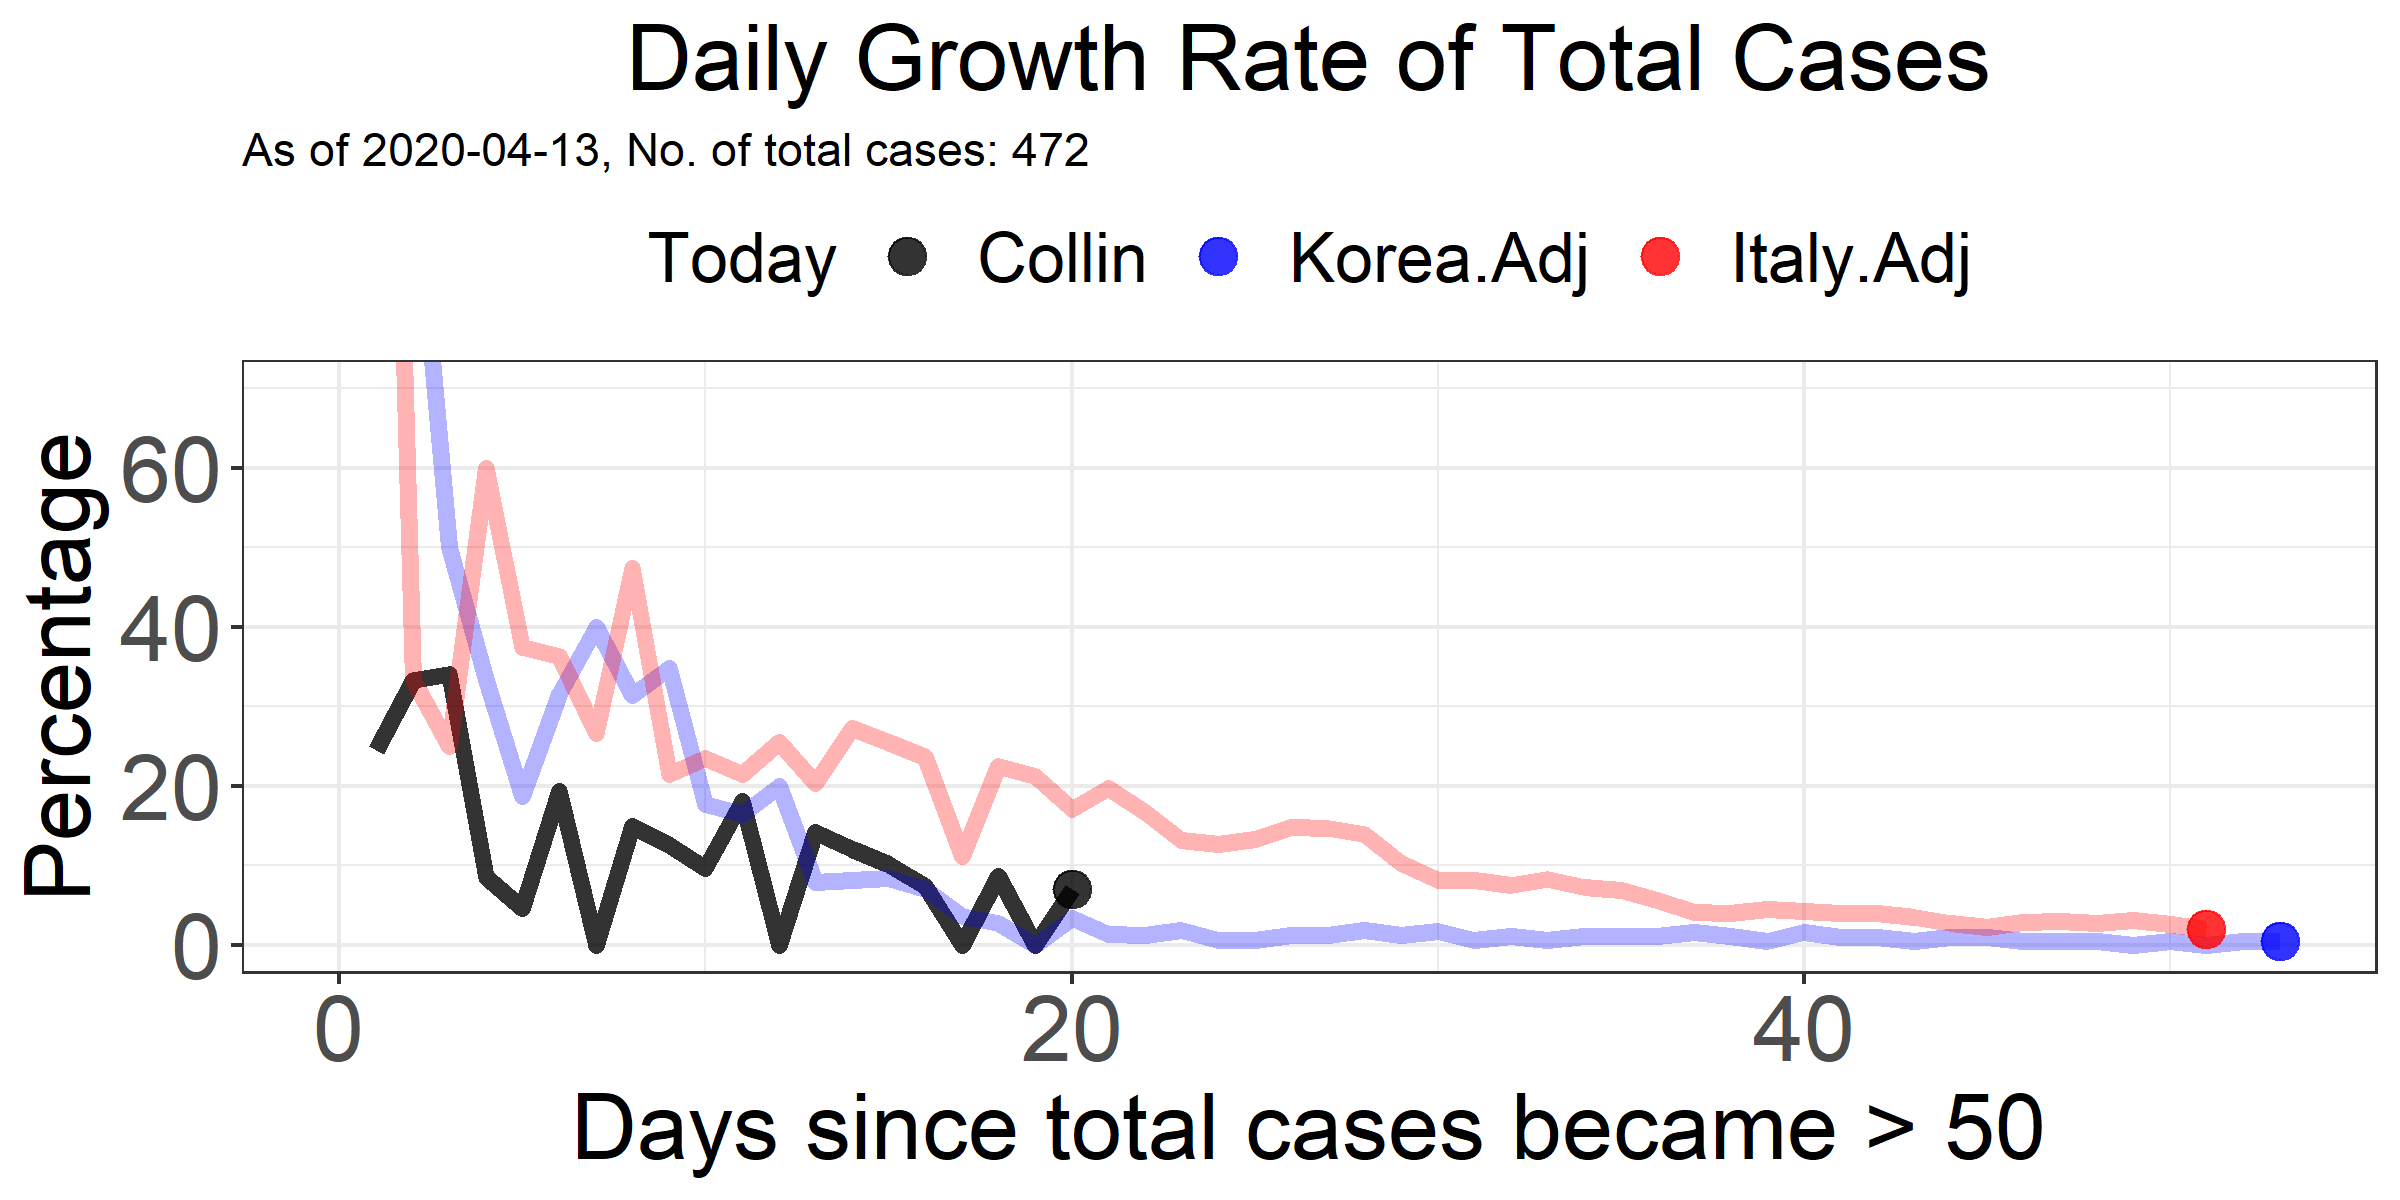 Daily Growth Rate of Total Cases
As of 2020-04-13, No. of total cases: 472
Today Collin Korea.Adj Italy.Adj
Percentage
60
40
20
0
0 20 40
Days since total cases became > 50